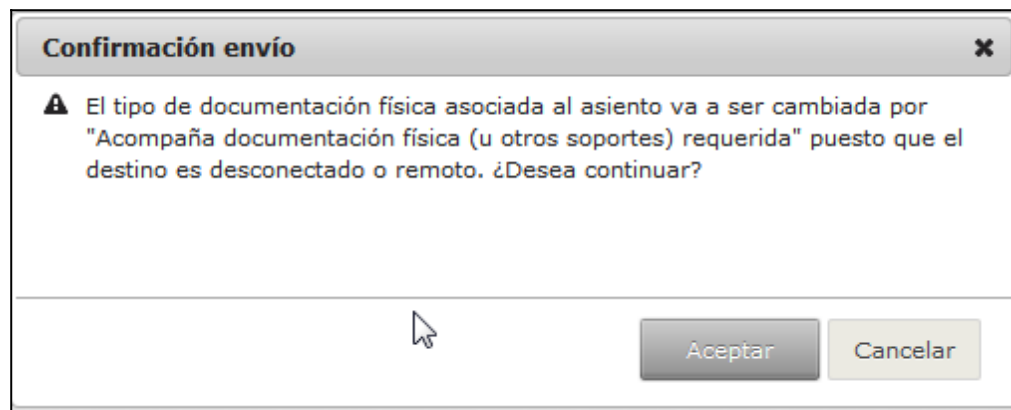 Confirmación envío
El tipo de documentación física asociada al asiento va a ser cambiada por
"Acompaña documentación física (u otros soportes) requerida" puesto que el
destino es desconectado o remoto. ¿Desea continuar?
Aceptar
Cancelar